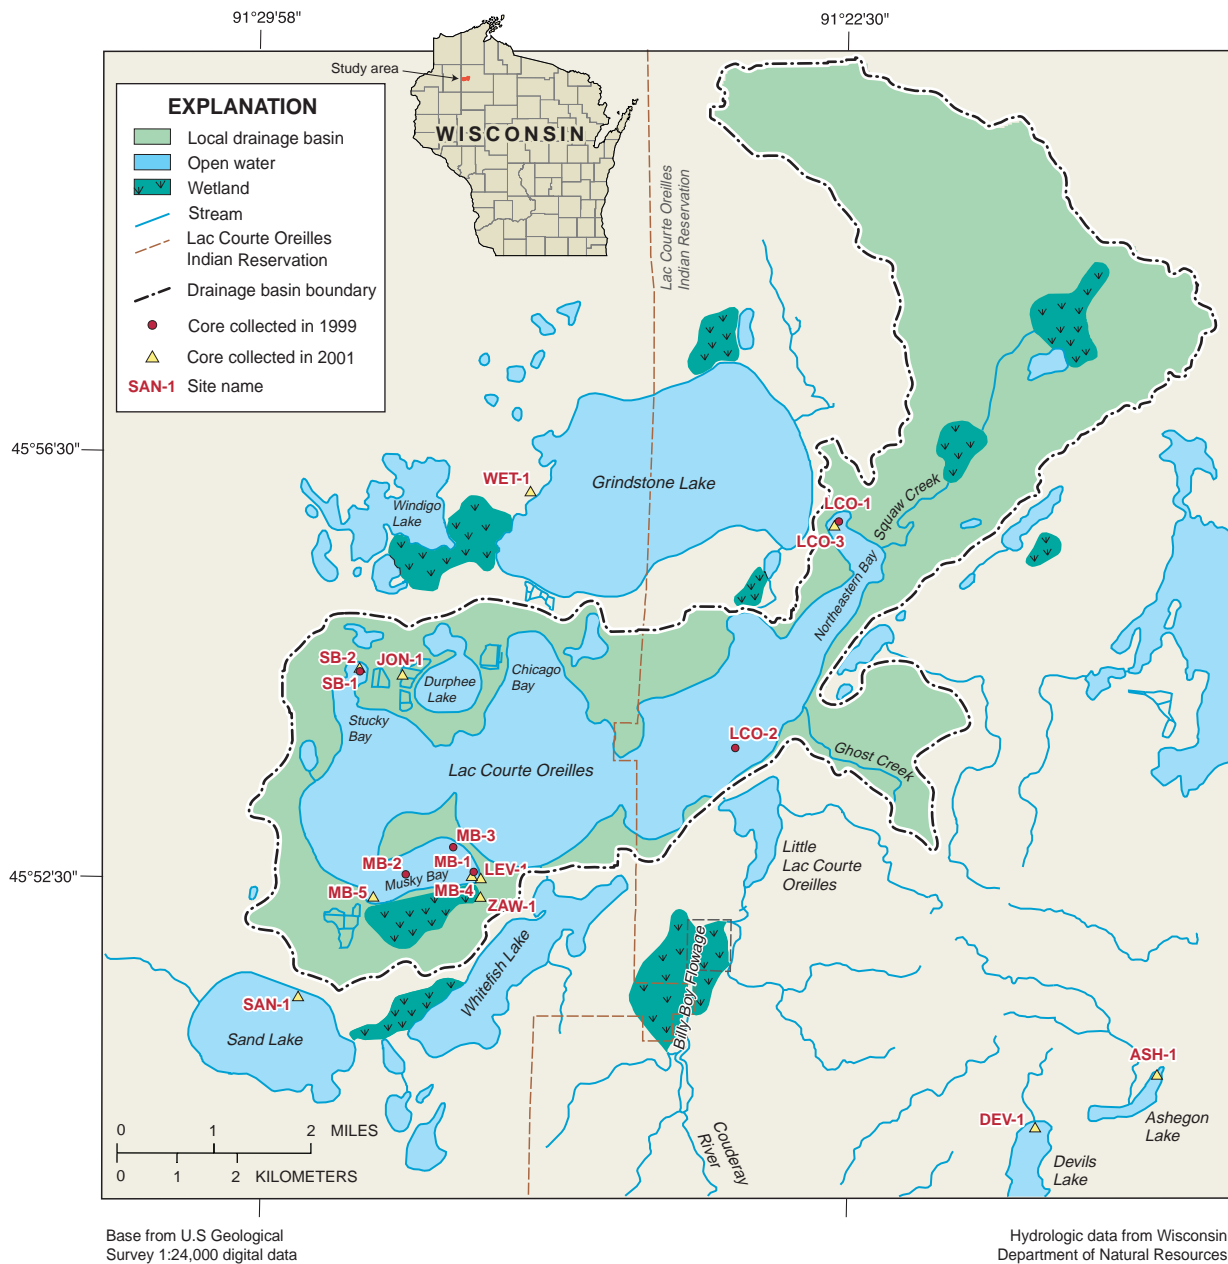 91°29'58"
91°22'30"
Study area
WISCONSIN
EXPLANATION
Local drainage basin
Open water
Wetland
Stream
Lac Courte Oreilles
Indian Reservation
Drainage basin boundary
Core collected in 1999
Core collected in 2001
SAN-1 Site name
Lac Courte Oreilles
Indian Reservation
45°56'30"
WET-1
Grindstone Lake
Windigo
Lake
LCO-1
LCO-3
Squaw Creek
Northeastern Bay
SB-2
SB-1
JON-1
Durphee
Lake
Chicago
Bay
Stucky
Bay
LCO-2
Ghost Creek
Lac Courte Oreilles
MB-3
MB-2
MB-1
LEV-1
Musky Bay
MB-4
MB-5
ZAW-1
45°52'30"
Little
Lac Courte
Oreilles
Whitefish Lake
Billy Boy Flowage
SAN-1
Sand Lake
ASH-1
Ashegon
Lake
DEV-1
Devils
Lake
Couderay
River
0 1 2 MILES
0 1 2 KILOMETERS
Base from U.S Geological
Survey 1:24,000 digital data
Hydrologic data from Wisconsin
Department of Natural Resources